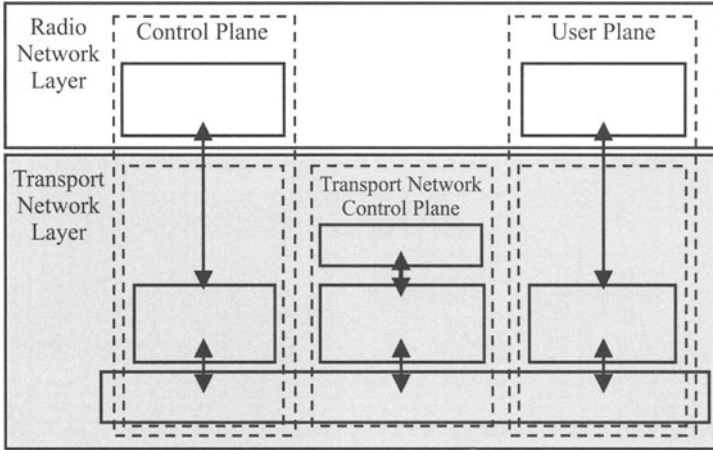 Radio
Network
Layer
Control Plane
User Plane
Transport
Network
Layer
Transport Network
Control Plane